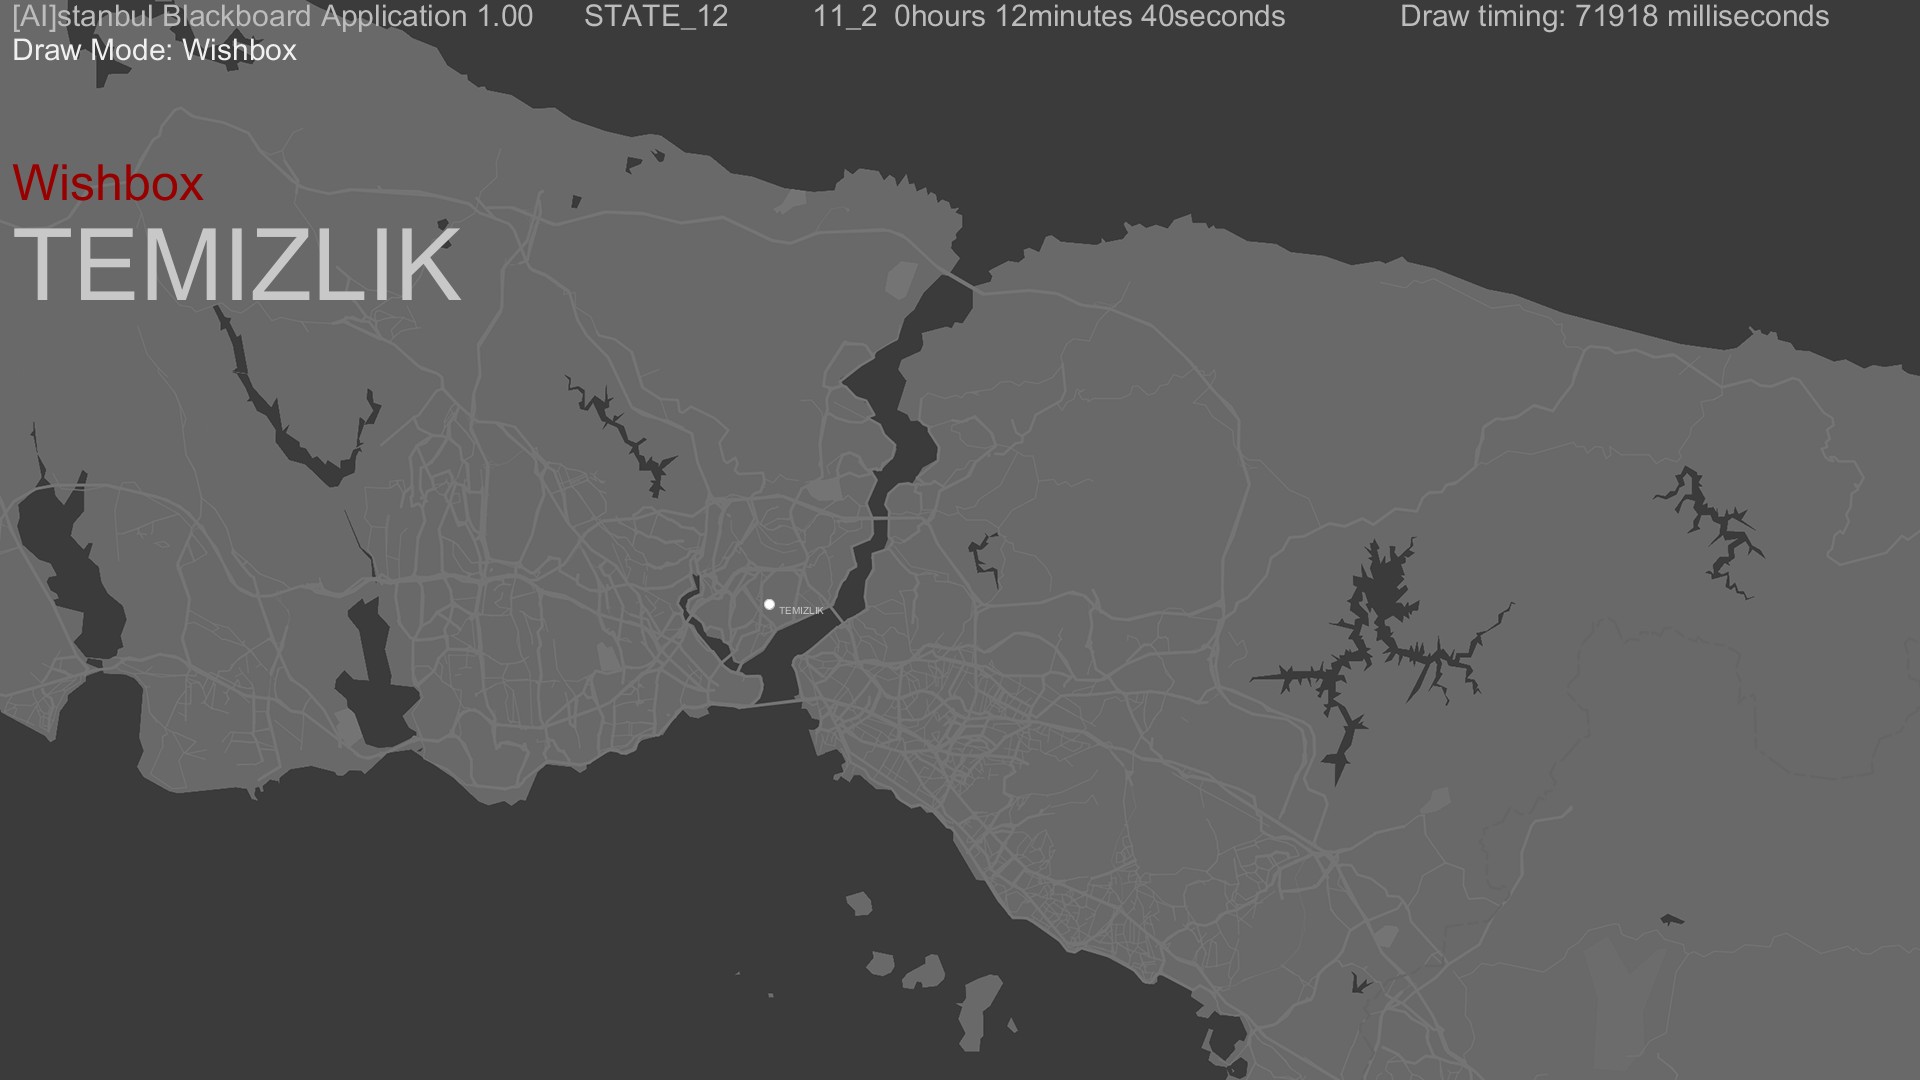 [AI]stanbul Blackboard Application 1.00 STATE_12 11_2 0hours 12minutes 40seconds Draw timing: 71918 milliseconds
Draw Mode: Wishbox
Wishbox
TEMIZLIK
TEMIZLIK